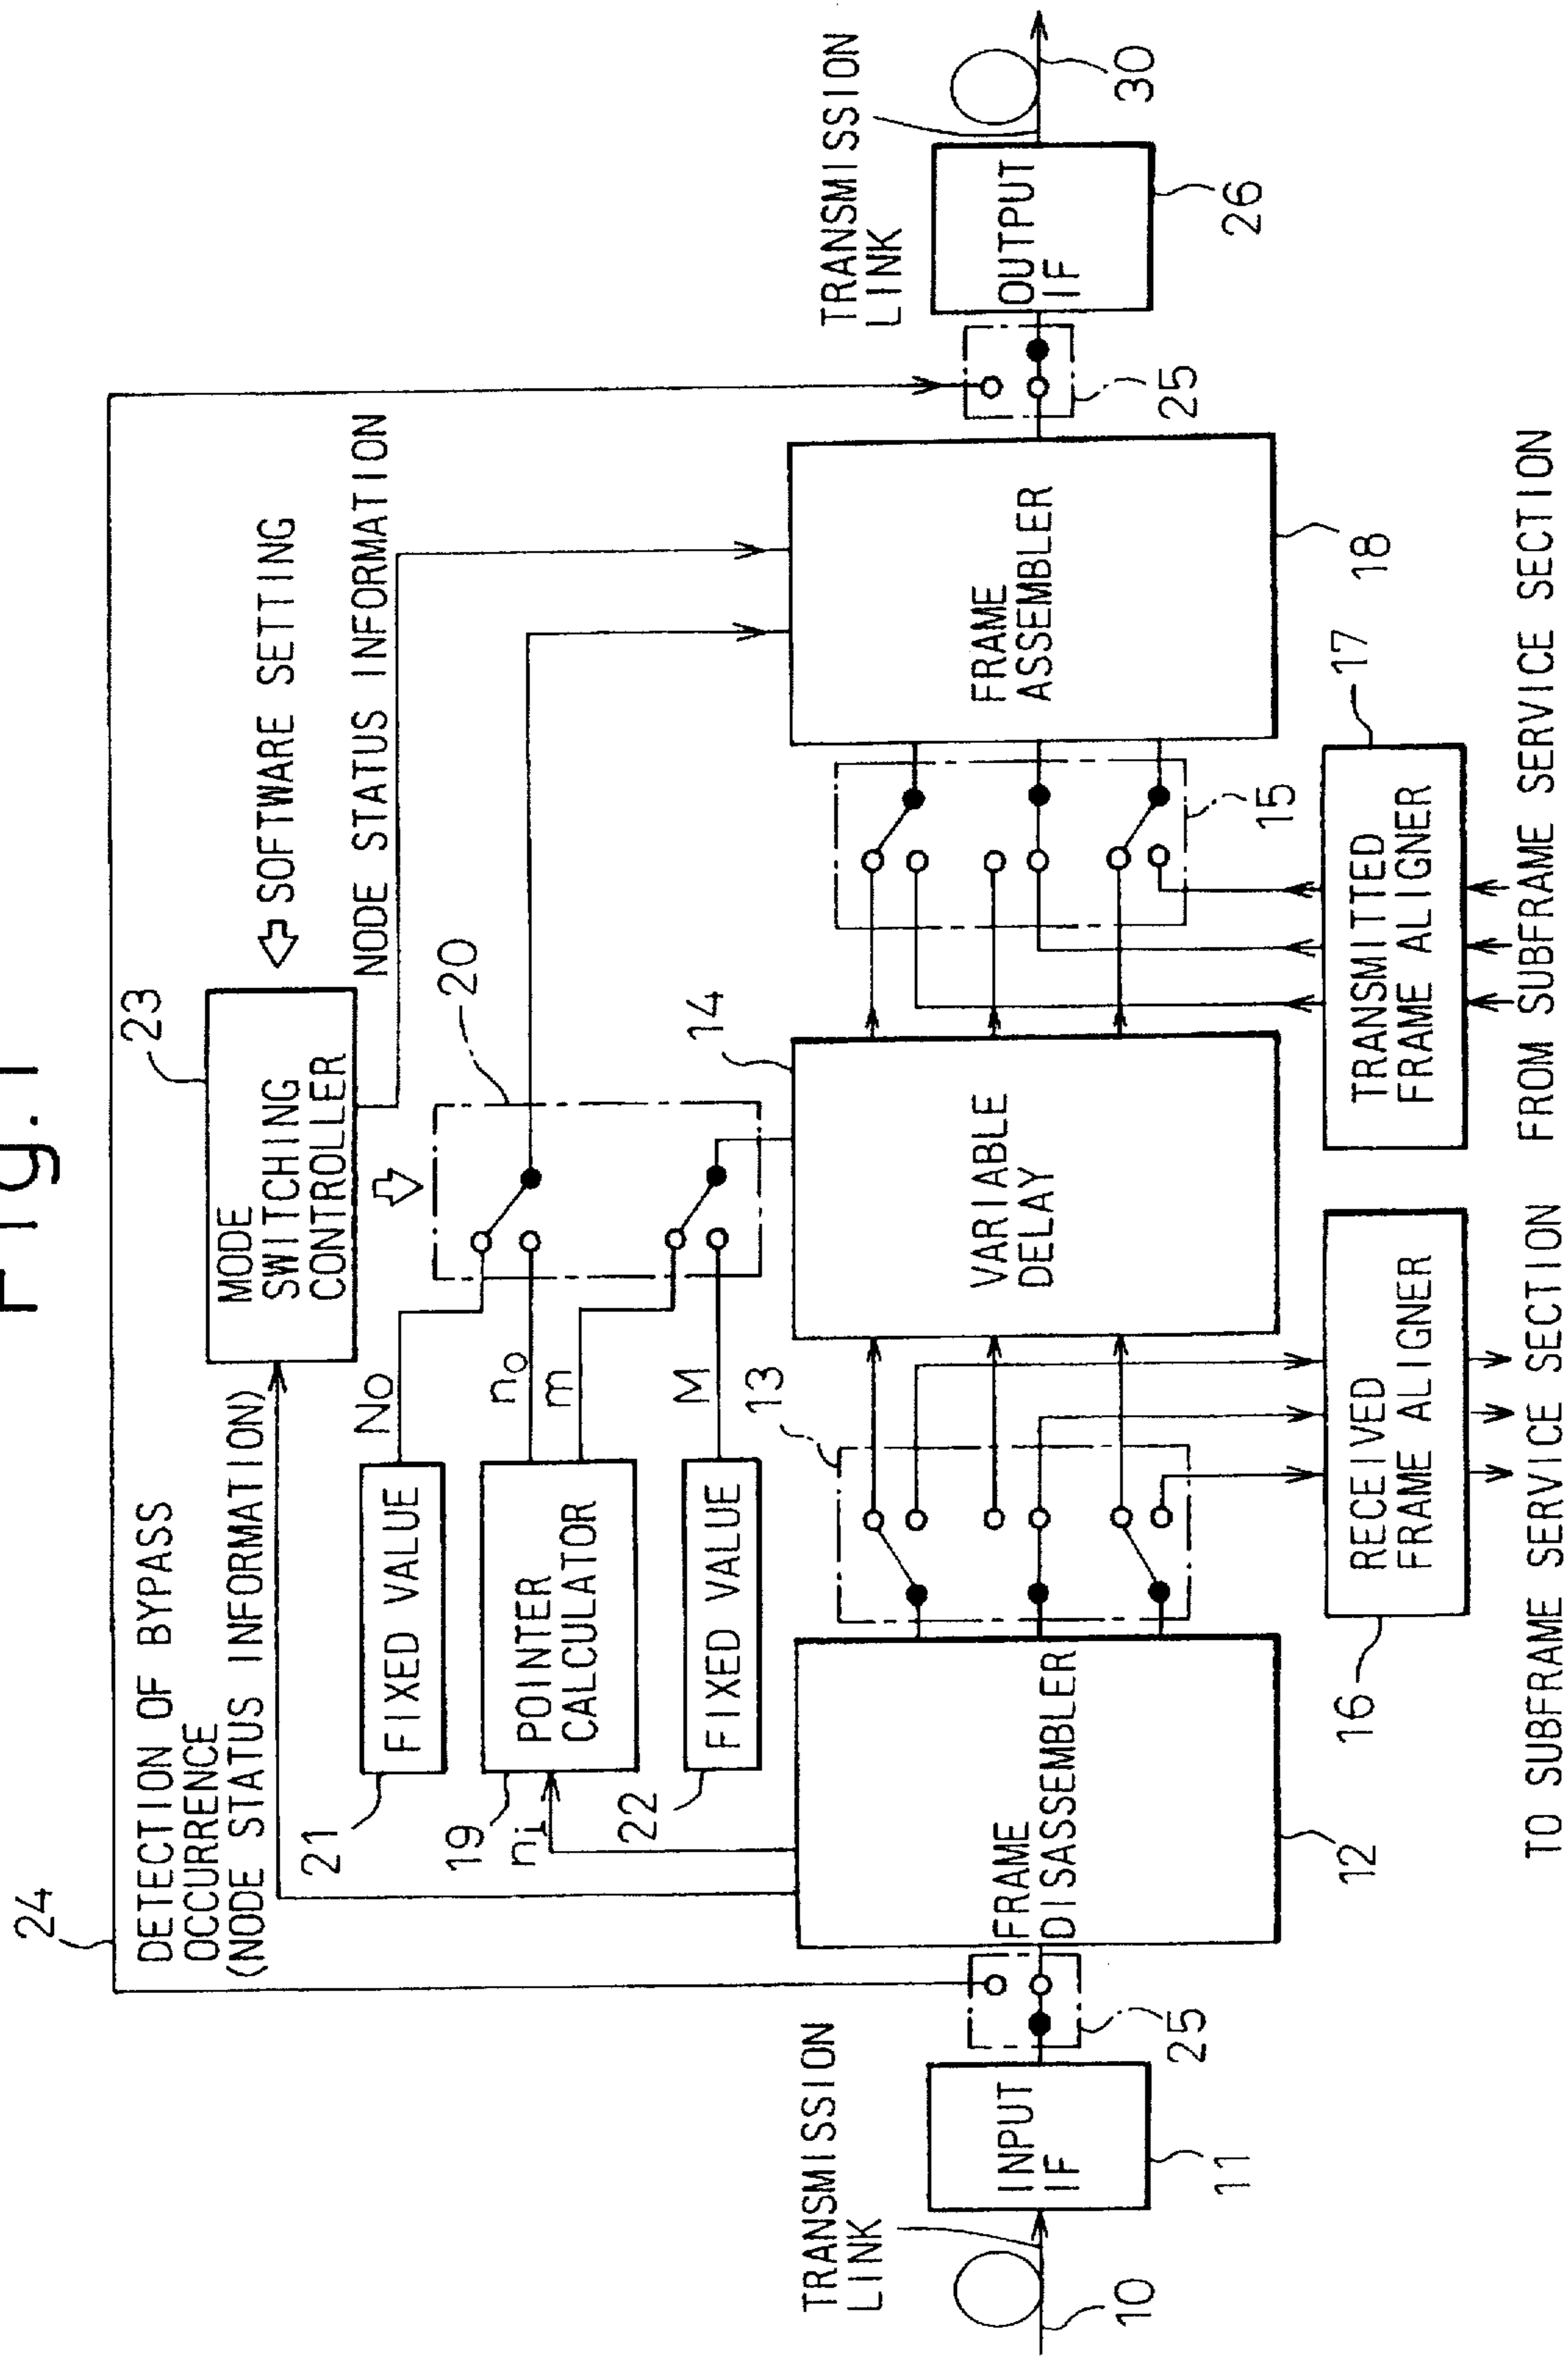 Fig.1
24
DETECTION OF BYPASS
OCCURRENCE
(NODE STATUS INFORMATION)
23
MODE
SWITCHING
CONTROLLER
SOFTWARE SETTING
NODE STATUS INFORMATION
21
FIXED VALUE
No
20
19
POINTER
CALCULATOR
no
m
ni
22
FIXED VALUE
M
TRANSMISSION
LINK
10
INPUT
IF
11
25
FRAME
DISASSEMBLER
12
13
VARIABLE
DELAY
14
15
FRAME
ASSEMBLER
18
25
OUTPUT
IF
26
TRANSMISSION
LINK
30
16
RECEIVED
FRAME ALIGNER
TRANSMITTED
FRAME ALIGNER
17
TO SUBFRAME SERVICE SECTION
FROM SUBFRAME SERVICE SECTION